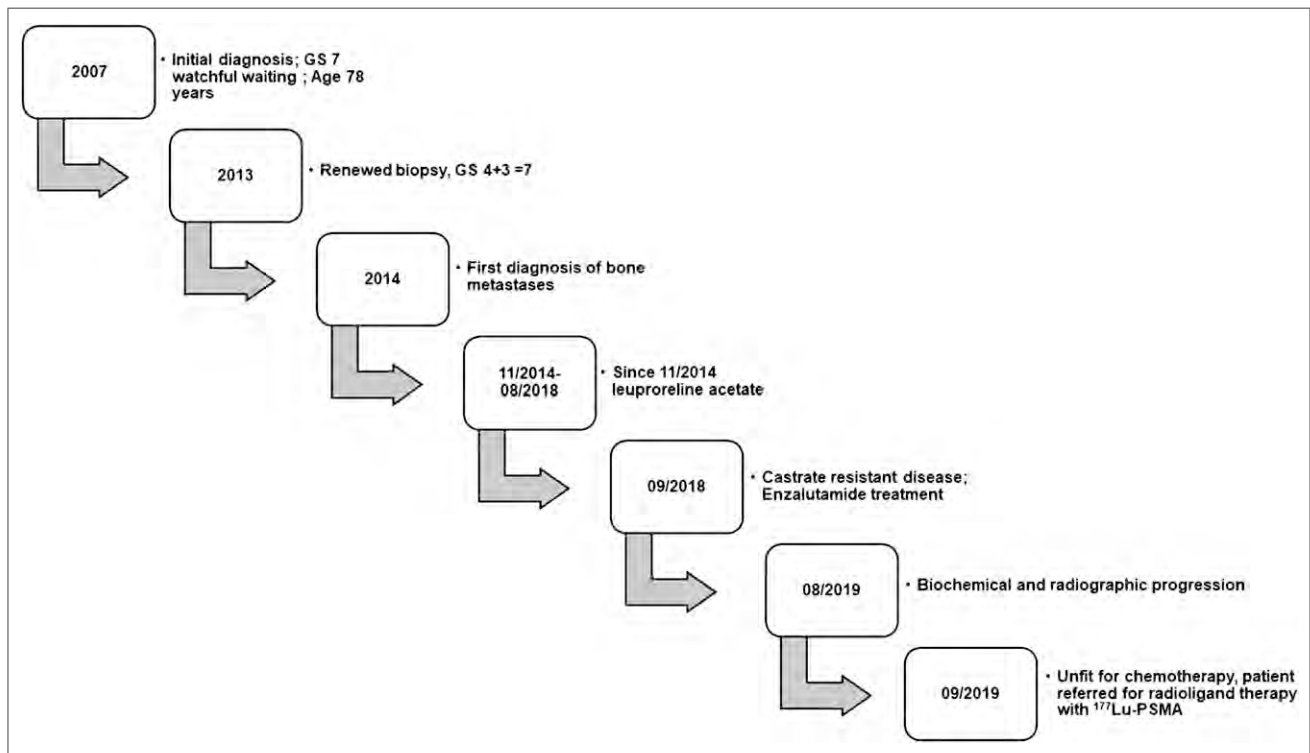 2007
· Initial diagnosis; GS 7
watchful waiting ; Age 78
years
2013
· Renewed biopsy, GS 4+3 =7
2014
· First diagnosis of bone
metastases
11/2014-
08/2018
· Since 11/2014
leuproreline acetate
09/2018
· Castrate resistant disease;
Enzalutamide treatment
08/2019
· Biochemical and radiographic progression
09/2019
· Unfit for chemotherapy, patient
referred for radioligand therapy
with ¹⁷⁷Lu-PSMA